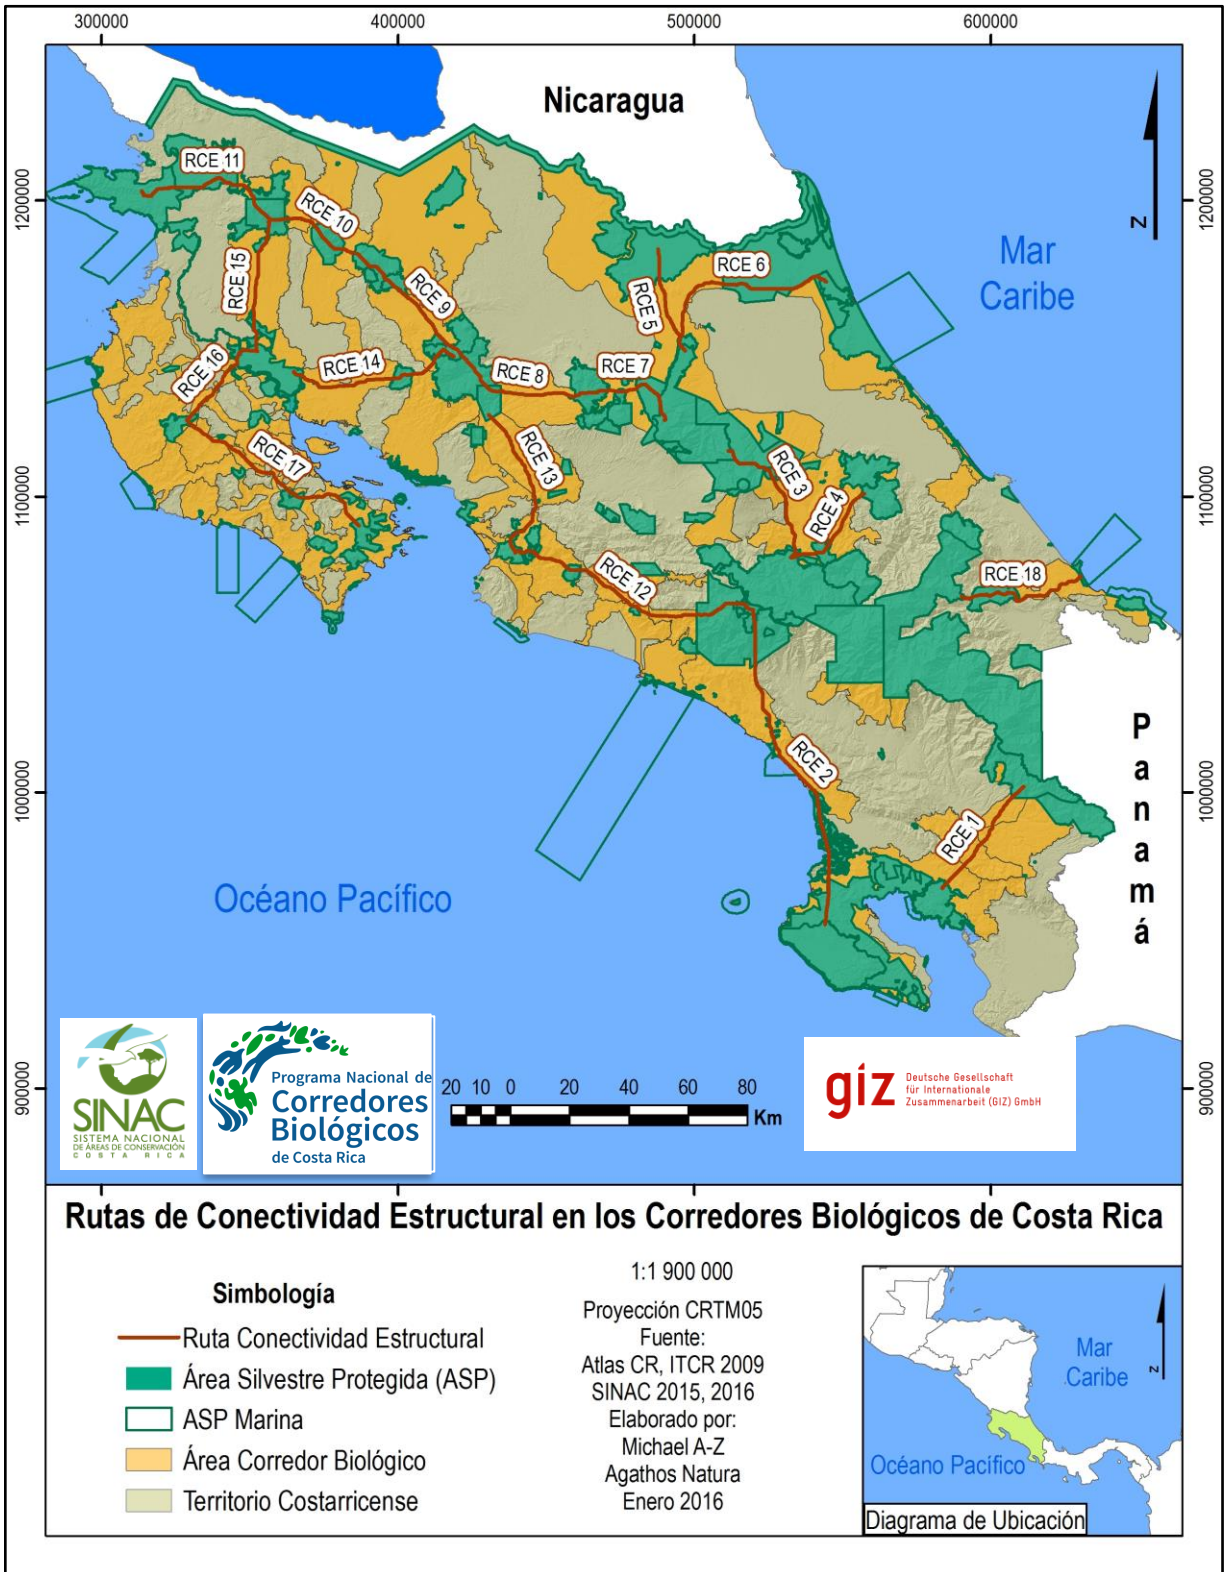 300000
400000
500000
600000
Nicaragua
N
1200000
1200000
RCE 11
RCE 10
RCE 15
RCE 9
RCE 5
RCE 6
Mar
Caribe
RCE 16
RCE 14
RCE 8
RCE 7
RCE 17
RCE 13
RCE 3
RCE 4
1100000
1100000
RCE 12
RCE 18
RCE 2
RCE 1
Panamá
1000000
1000000
Océano Pacífico
SINAC
SISTEMA NACIONAL
DE ÁREAS DE CONSERVACIÓN
COSTA RICA
Programa Nacional de
Corredores
Biológicos
de Costa Rica
20 10 0 20 40 60 80
Km
giz
Deutsche Gesellschaft
für Internationale
Zusammenarbeit (GIZ) GmbH
900000
900000
300000
400000
500000
600000
Rutas de Conectividad Estructural en los Corredores Biológicos de Costa Rica
Simbología
Ruta Conectividad Estructural
Área Silvestre Protegida (ASP)
ASP Marina
Área Corredor Biológico
Territorio Costarricense
1:1 900 000
Proyección CRTM05
Fuente:
Atlas CR, ITCR 2009
SINAC 2015, 2016
Elaborado por:
Michael A-Z
Agathos Natura
Enero 2016
Mar
Caribe
N
Océano Pacífico
Diagrama de Ubicación